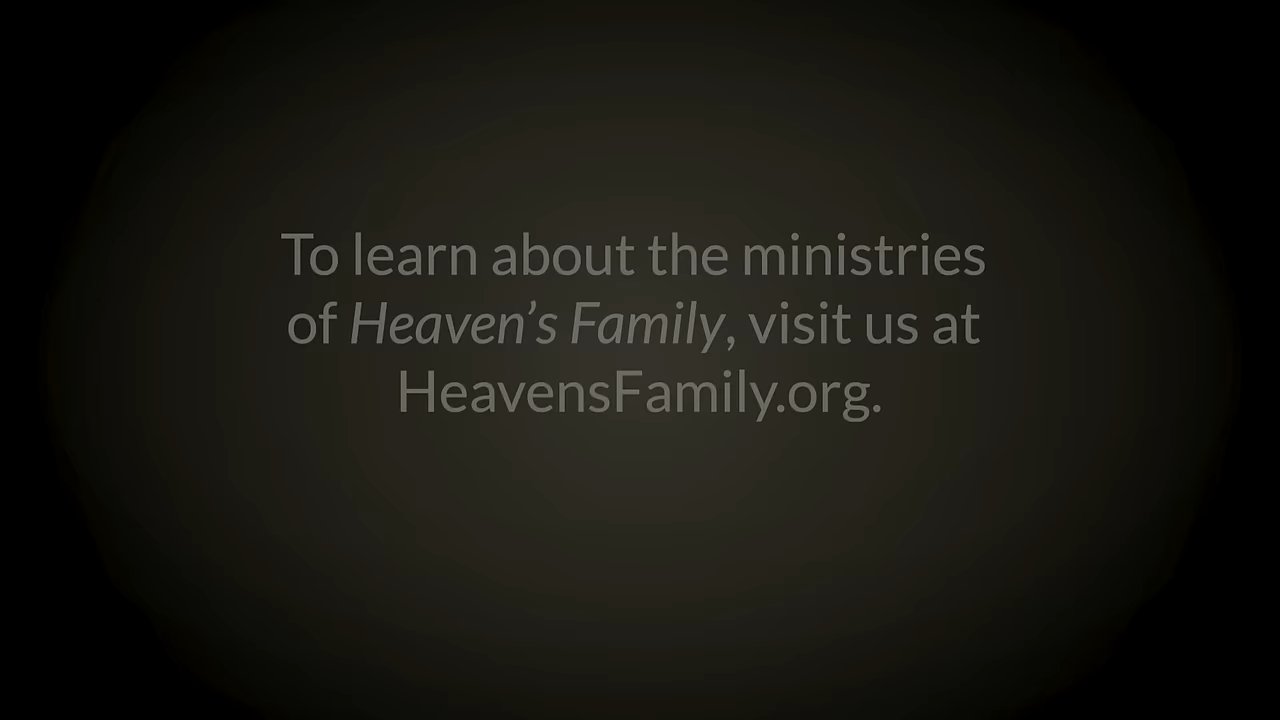 To learn about the ministries
of Heaven’s Family, visit us at
HeavensFamily.org.